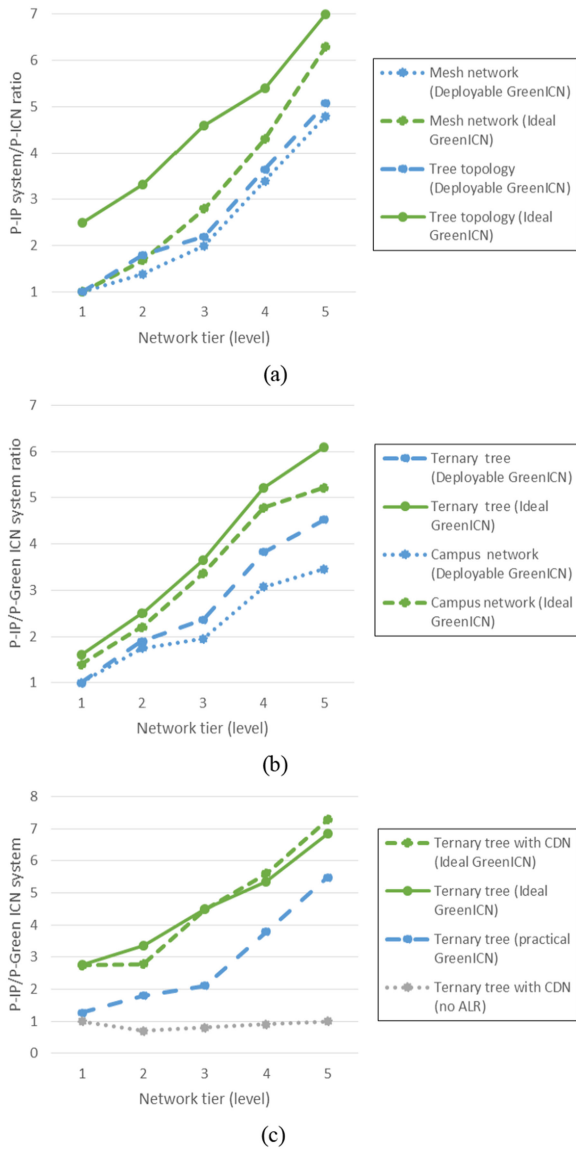 7
6
5
4
3
2
1
P-IP system/P-ICN ratio
1 2 3 4 5
Network tier (level)
Mesh network
(Deployable GreenICN)
Mesh network (Ideal
GreenICN)
Tree topology
(Deployable GreenICN)
Tree topology (Ideal
GreenICN)
(a)
7
6
5
4
3
2
1
P-IP/P-Green ICN system ratio
1 2 3 4 5
Network tier (level)
Ternary tree
(Deployable GreenICN)
Ternary tree (Ideal
GreenICN)
Campus network
(Deployable GreenICN)
Campus network (Ideal
GreenICN)
(b)
8
7
6
5
4
3
2
1
0
P-IP/P-Green ICN system
1 2 3 4 5
Network tier (level)
Ternary tree with CDN
(Ideal GreenICN)
Ternary tree (Ideal
GreenICN)
Ternary tree (practical
GreenICN)
Ternary tree with CDN
(no ALR)
(c)